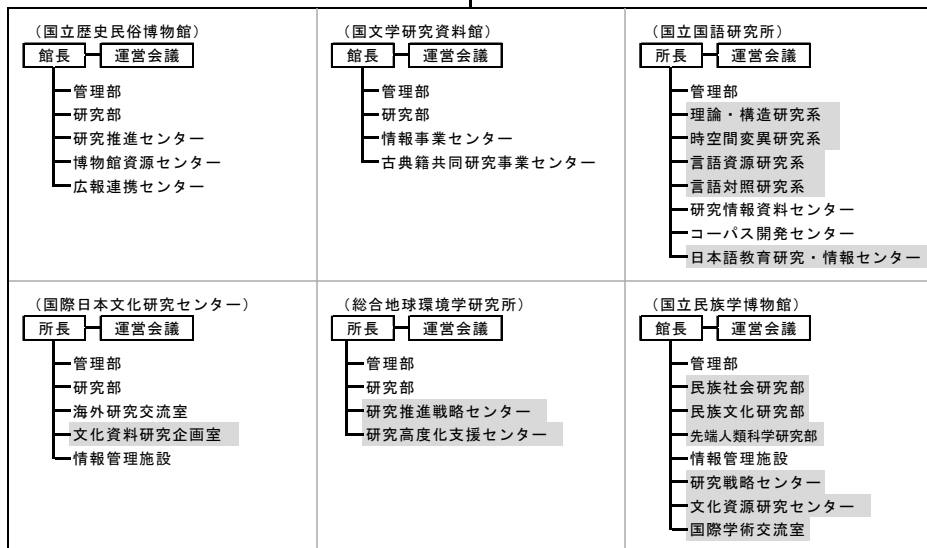 （国立歴史民俗博物館）
館長 運営会議
管理部
研究部
研究推進センター
博物館資源センター
広報連携センター
（国文学研究資料館）
館長 運営会議
管理部
研究部
情報事業センター
古典籍共同研究事業センター
（国立国語研究所）
所長 運営会議
管理部
理論・構造研究系
時空間変異研究系
言語資源研究系
言語対照研究系
研究情報資料センター
コーパス開発センター
日本語教育研究・情報センター
（国際日本文化研究センター）
所長 運営会議
管理部
研究部
海外研究交流室
文化資料研究企画室
情報管理施設
（総合地球環境学研究所）
所長 運営会議
管理部
研究部
研究推進戦略センター
研究高度化支援センター
（国立民族学博物館）
館長 運営会議
管理部
民族社会研究部
民族文化研究部
先端人類科学研究部
情報管理施設
研究戦略センター
文化資源研究センター
国際学術交流室